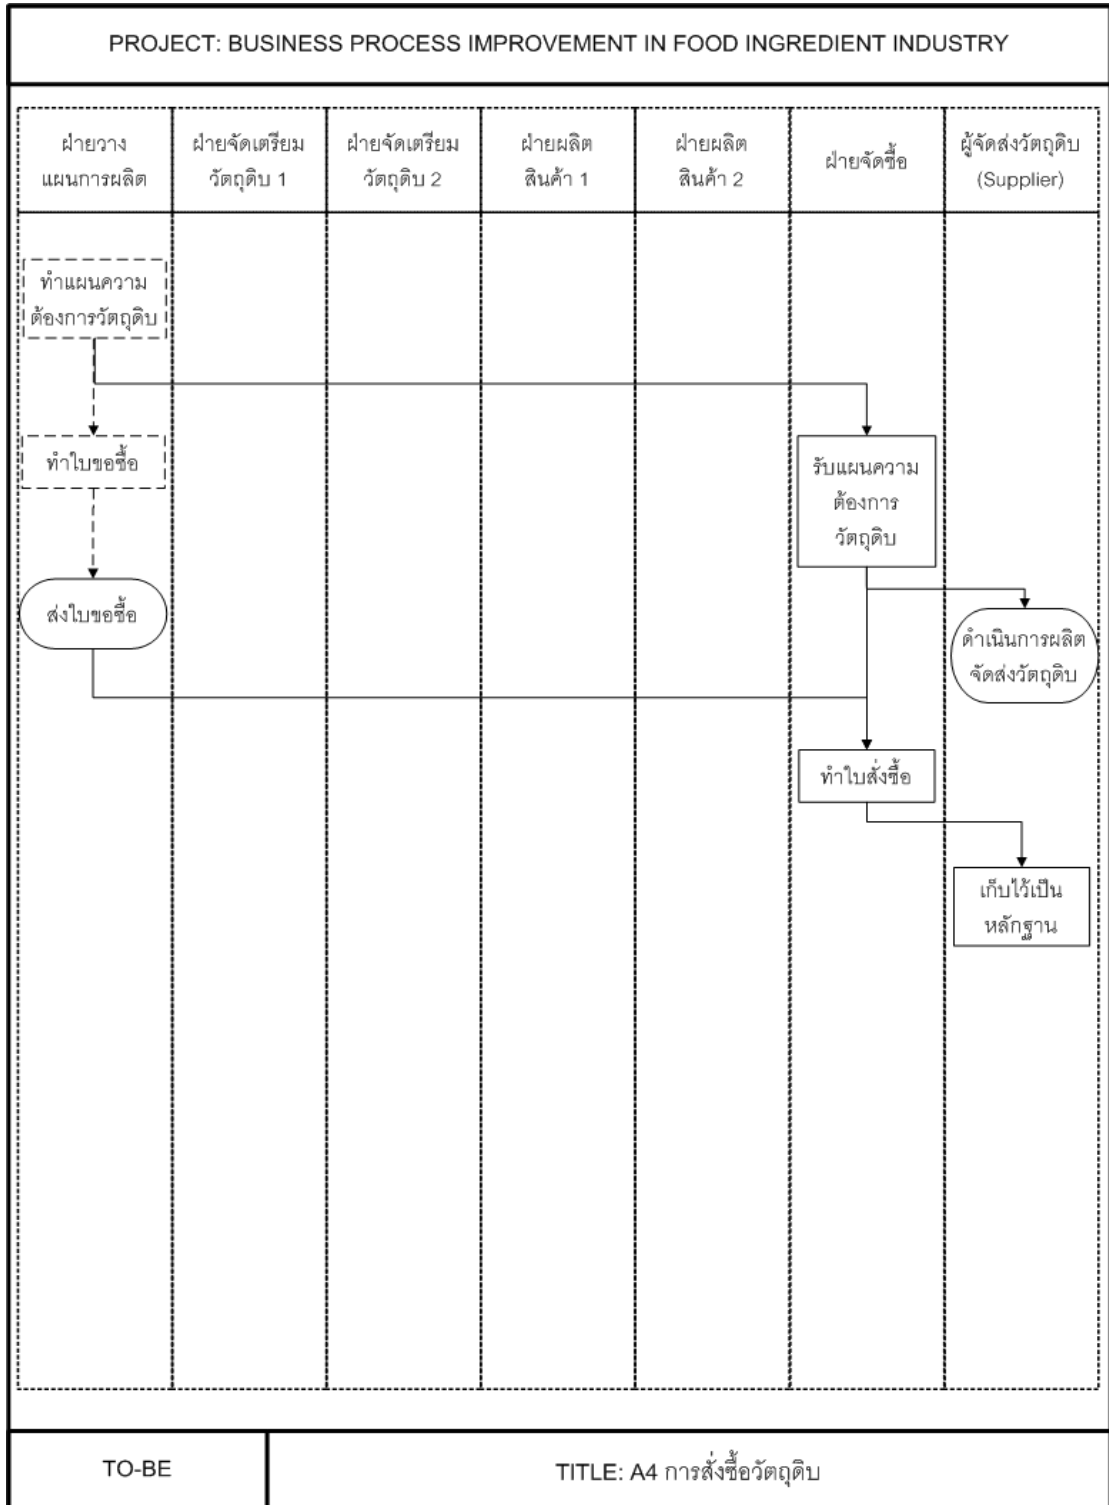 PROJECT: BUSINESS PROCESS IMPROVEMENT IN FOOD INGREDIENT INDUSTRY
ฝ่ายวาง
แผนการผลิต
ฝ่ายจัดเตรียม
วัตถุดิบ 1
ฝ่ายจัดเตรียม
วัตถุดิบ 2
ฝ่ายผลิต
สินค้า 1
ฝ่ายผลิต
สินค้า 2
ฝ่ายจัดซื้อ
ผู้จัดส่งวัตถุดิบ
(Supplier)
ทำแผนความ
ต้องการวัตถุดิบ
ทำใบขอซื้อ
รับแผนความ
ต้องการ
วัตถุดิบ
ส่งใบขอซื้อ
ดำเนินการผลิต
จัดส่งวัตถุดิบ
ทำใบสั่งซื้อ
เก็บไว้เป็น
หลักฐาน
TO-BE
TITLE: A4 การสั่งซื้อวัตถุดิบ